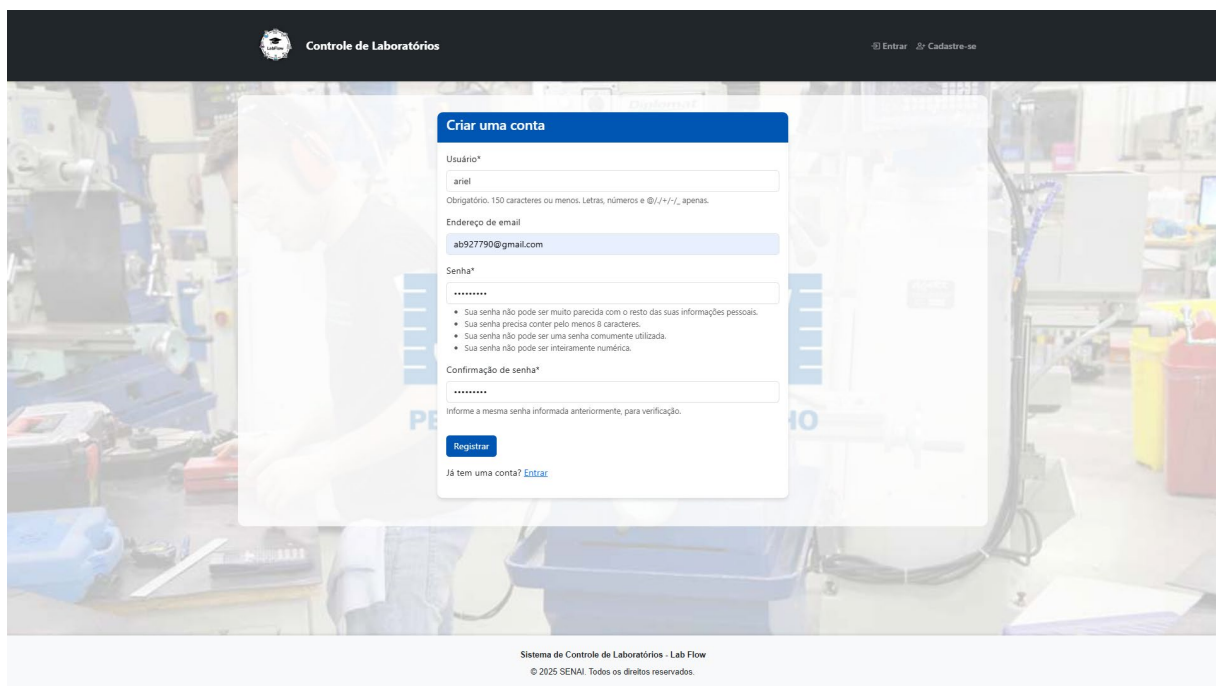 LabFlow
Controle de Laboratórios
Entrar
Cadastre-se
Diplomat
Criar uma conta
Usuário*
ariel
Obrigatório. 150 caracteres ou menos. Letras, números e @/./+/-/_ apenas.
Endereço de email
ab927790@gmail.com
Senha*
•••••••••
Sua senha não pode ser muito parecida com o resto das suas informações pessoais.
Sua senha precisa conter pelo menos 8 caracteres.
Sua senha não pode ser uma senha comumente utilizada.
Sua senha não pode ser inteiramente numérica.
Confirmação de senha*
•••••••••
Informe a mesma senha informada anteriormente, para verificação.
PE
HO
Registrar
Já tem uma conta? Entrar
Sistema de Controle de Laboratórios - Lab Flow
© 2025 SENAI. Todos os direitos reservados.